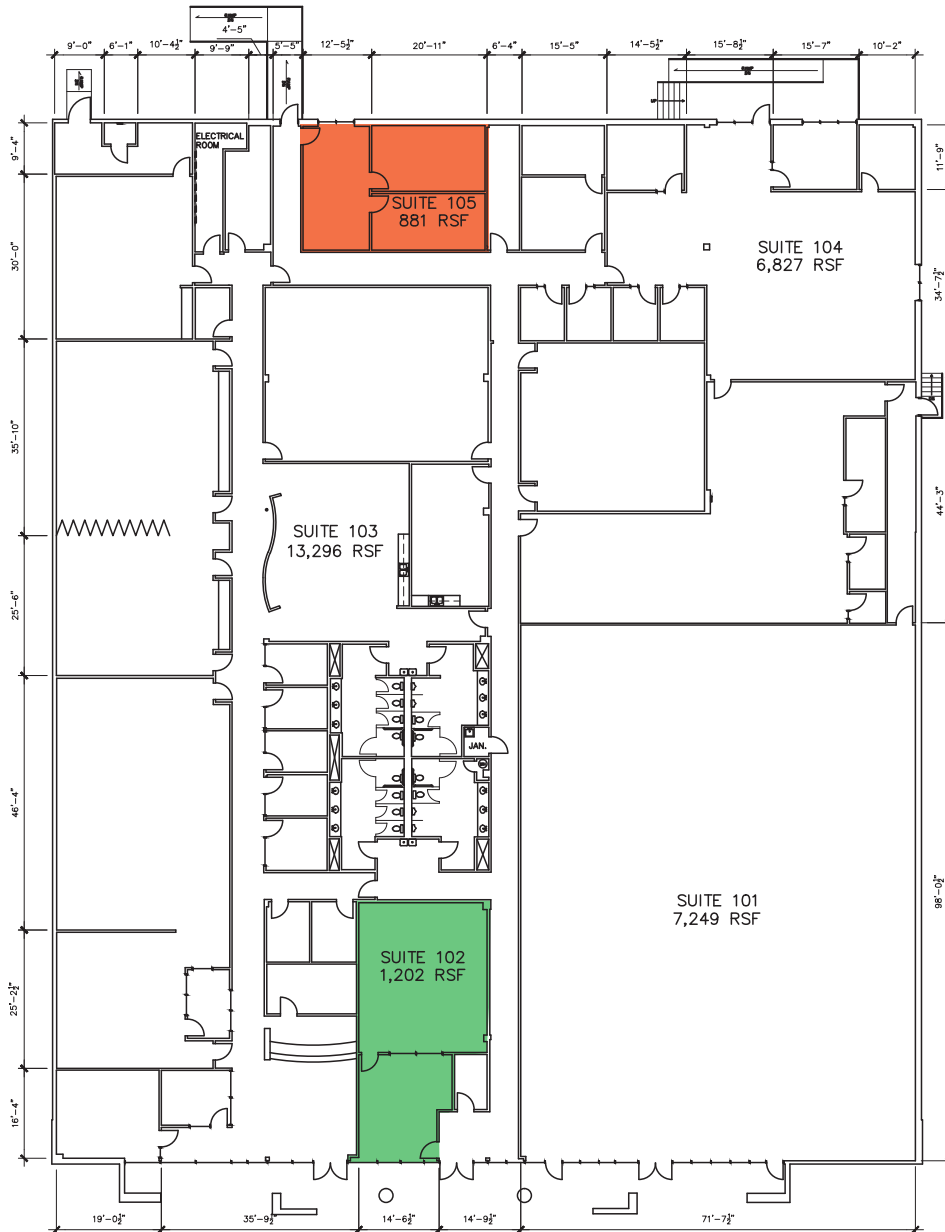 4'-5"
9'-0" 6'-1" 10'-4½" 9'-9" 5'-5" 12'-5½" 20'-11" 6'-4" 15'-5" 14'-5½" 15'-8½" 15'-7" 10'-2"
UP
ELECTRICAL
ROOM
9'-4"
11'-9"
SUITE 105
881 RSF
SUITE 104
6,827 RSF
30'-0"
34'-7½"
35'-10"
44'-3"
SUITE 103
13,296 RSF
25'-6"
JAN.
46'-4"
SUITE 101
7,249 RSF
98'-0½"
SUITE 102
1,202 RSF
25'-2½"
16'-4"
19'-0½" 35'-9½" 14'-6½" 14'-9½" 71'-7½"